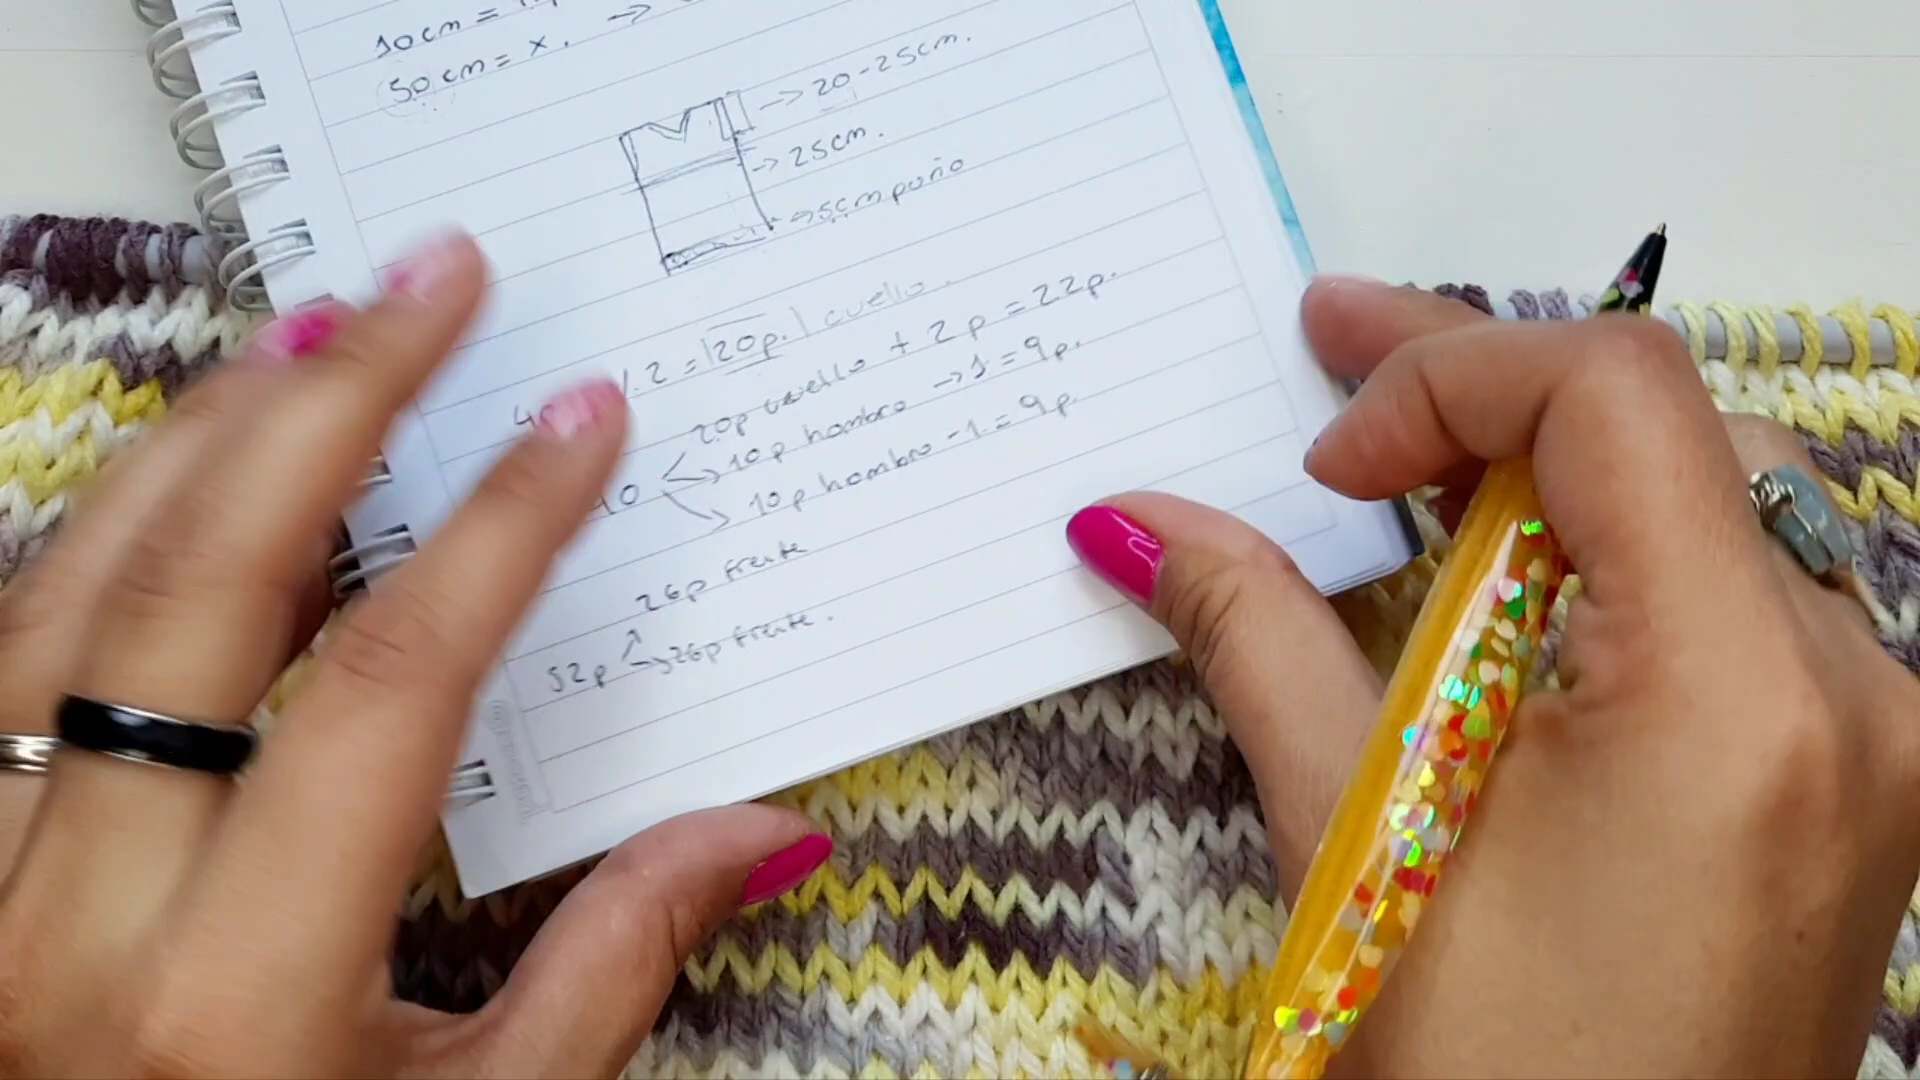 10cm =
50cm = x. →
→ 20-25cm.
→ 25cm.
→ 5cm puño
2 = |20p.| cuello.
20p cuello + 2p = 22p.
→ 10p hombro → 1 = 9p.
10p hombro - 1 = 9p.
26p frente
52p → 26p frente.